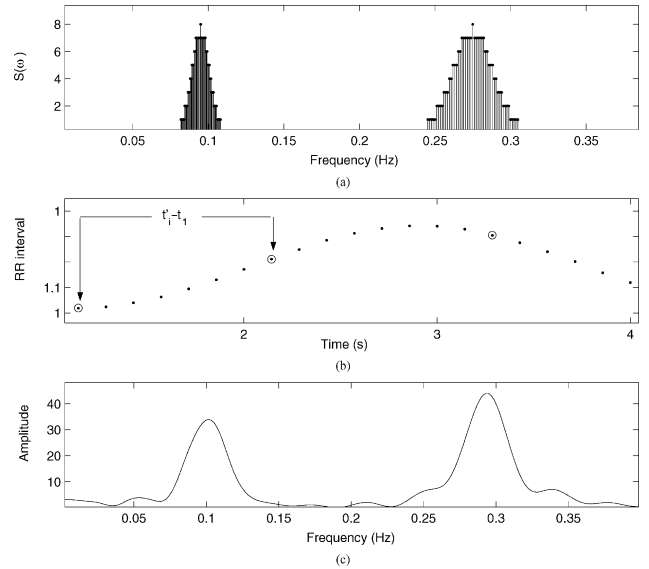 8
6
4
2
S(ω)
0.05 0.1 0.15 0.2 0.25 0.3 0.35
Frequency (Hz)
(a)
1
1.1
1
RR interval
t'i–t1
2 3 4
Time (s)
(b)
40
30
20
10
Amplitude
0.05 0.1 0.15 0.2 0.25 0.3 0.35
Frequency (Hz)
(c)